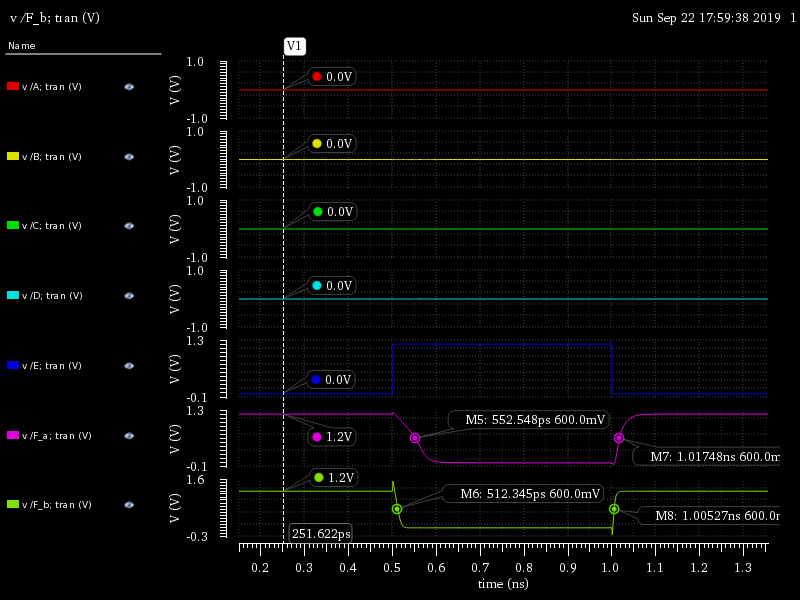 v /F_b; tran (V)
Sun Sep 22 17:59:38 2019 1
Name
V1
v /A; tran (V)
V (V)
1.0
-1.0
0.0V
v /B; tran (V)
V (V)
1.0
-1.0
0.0V
v /C; tran (V)
V (V)
1.0
-1.0
0.0V
v /D; tran (V)
V (V)
1.0
-1.0
0.0V
v /E; tran (V)
V (V)
1.3
-0.1
0.0V
v /F_a; tran (V)
V (V)
1.3
-0.1
1.2V
M5: 552.548ps 600.0mV
M7: 1.01748ns 600.0m
v /F_b; tran (V)
V (V)
1.6
-0.3
1.2V
M6: 512.345ps 600.0mV
M8: 1.00527ns 600.0m
251.622ps
0.2 0.3 0.4 0.5 0.6 0.7 0.8 0.9 1.0 1.1 1.2 1.3
time (ns)